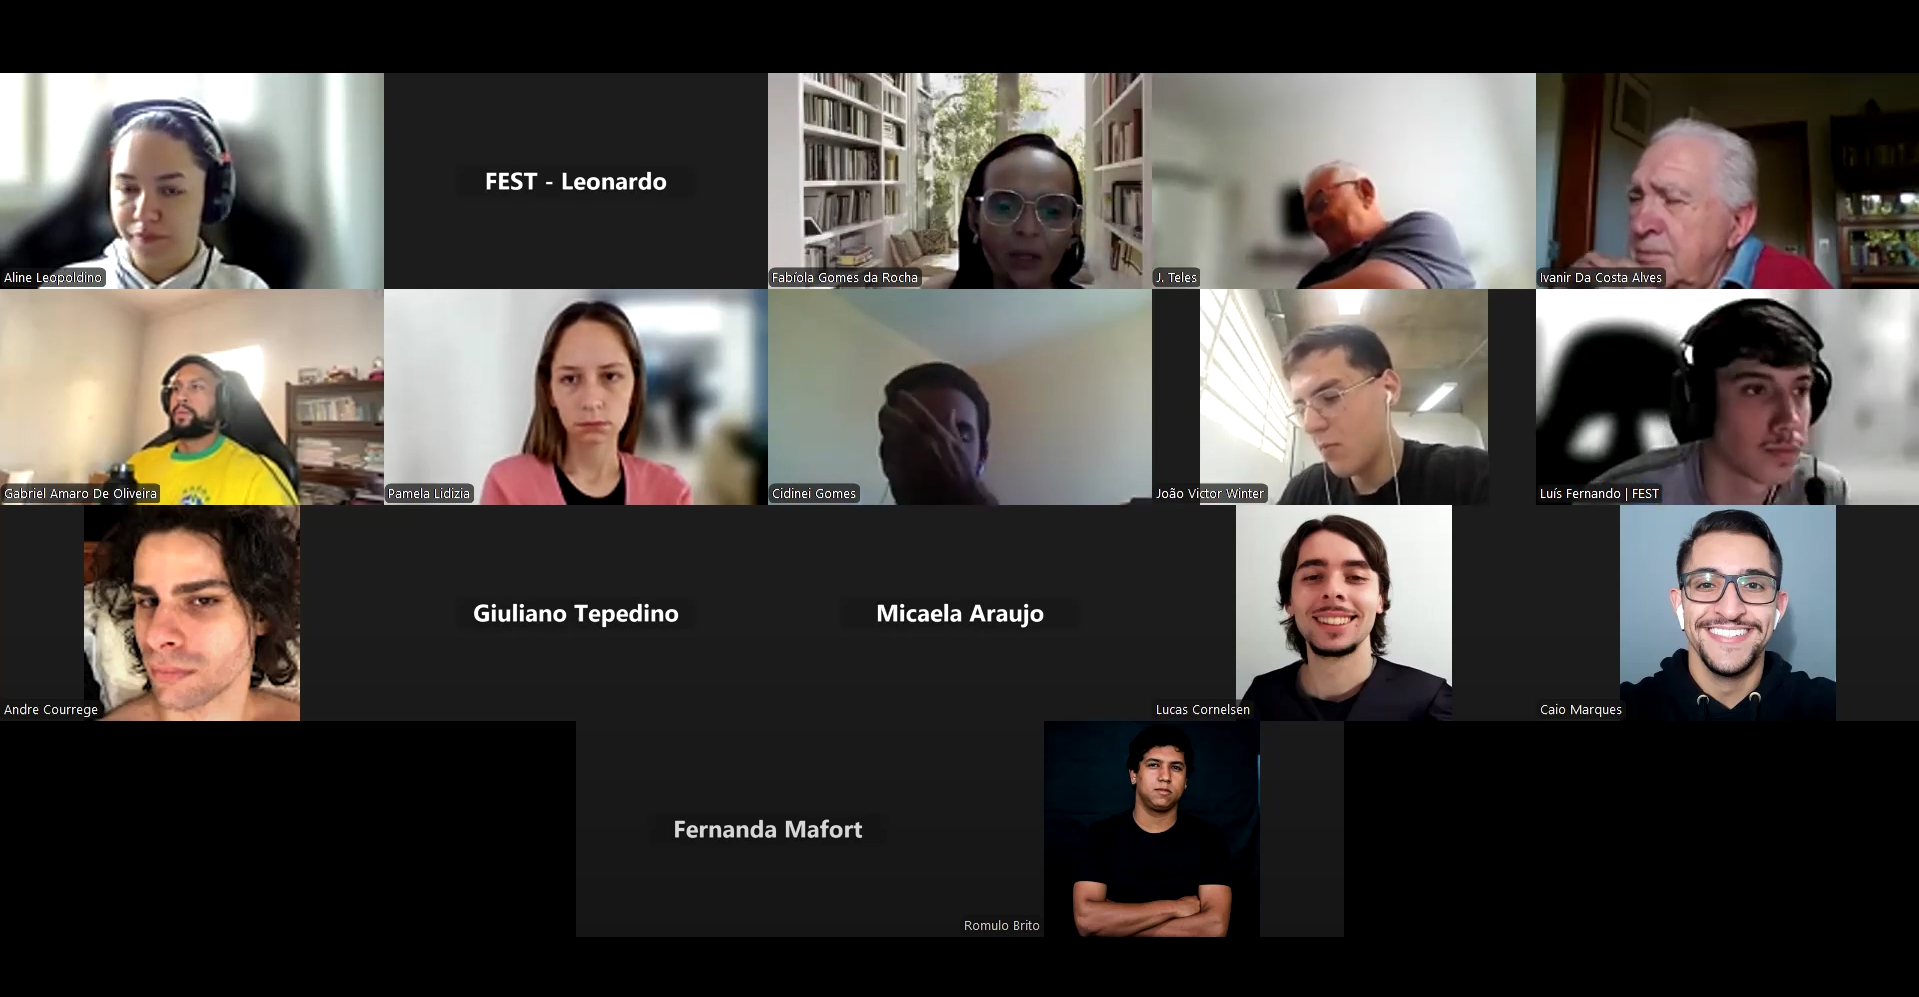 Aline Leopoldino
FEST - Leonardo
Fabíola Gomes da Rocha
J. Teles
Ivanir Da Costa Alves
Gabriel Amaro De Oliveira
Pamela Lidizia
Cidinei Gomes
João Victor Winter
Luís Fernando | FEST
Andre Courrege
Giuliano Tepedino
Micaela Araujo
Lucas Cornelsen
Caio Marques
Fernanda Mafort
Romulo Brito